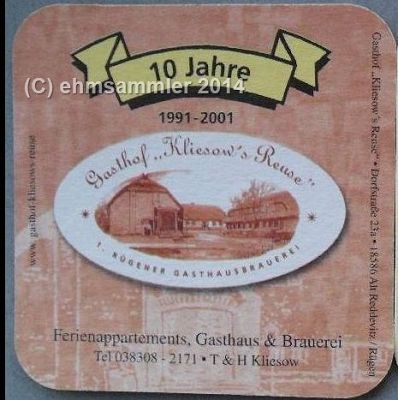 10 Jahre
(C) ehmsammler 2014
1991-2001
Gasthof „Kliesow's Reuse"
* 1. RÜGENER GASTHAUSBRAUEREI *
Ferienappartements, Gasthaus & Brauerei
Tel 038308 - 2171 • T & H Kliesow
www.gasthof-kliesows-reuse
Gasthof „Kliesow's Reuse" • Dorfstraße 23a • 18586 Alt Reddevitz / Rügen